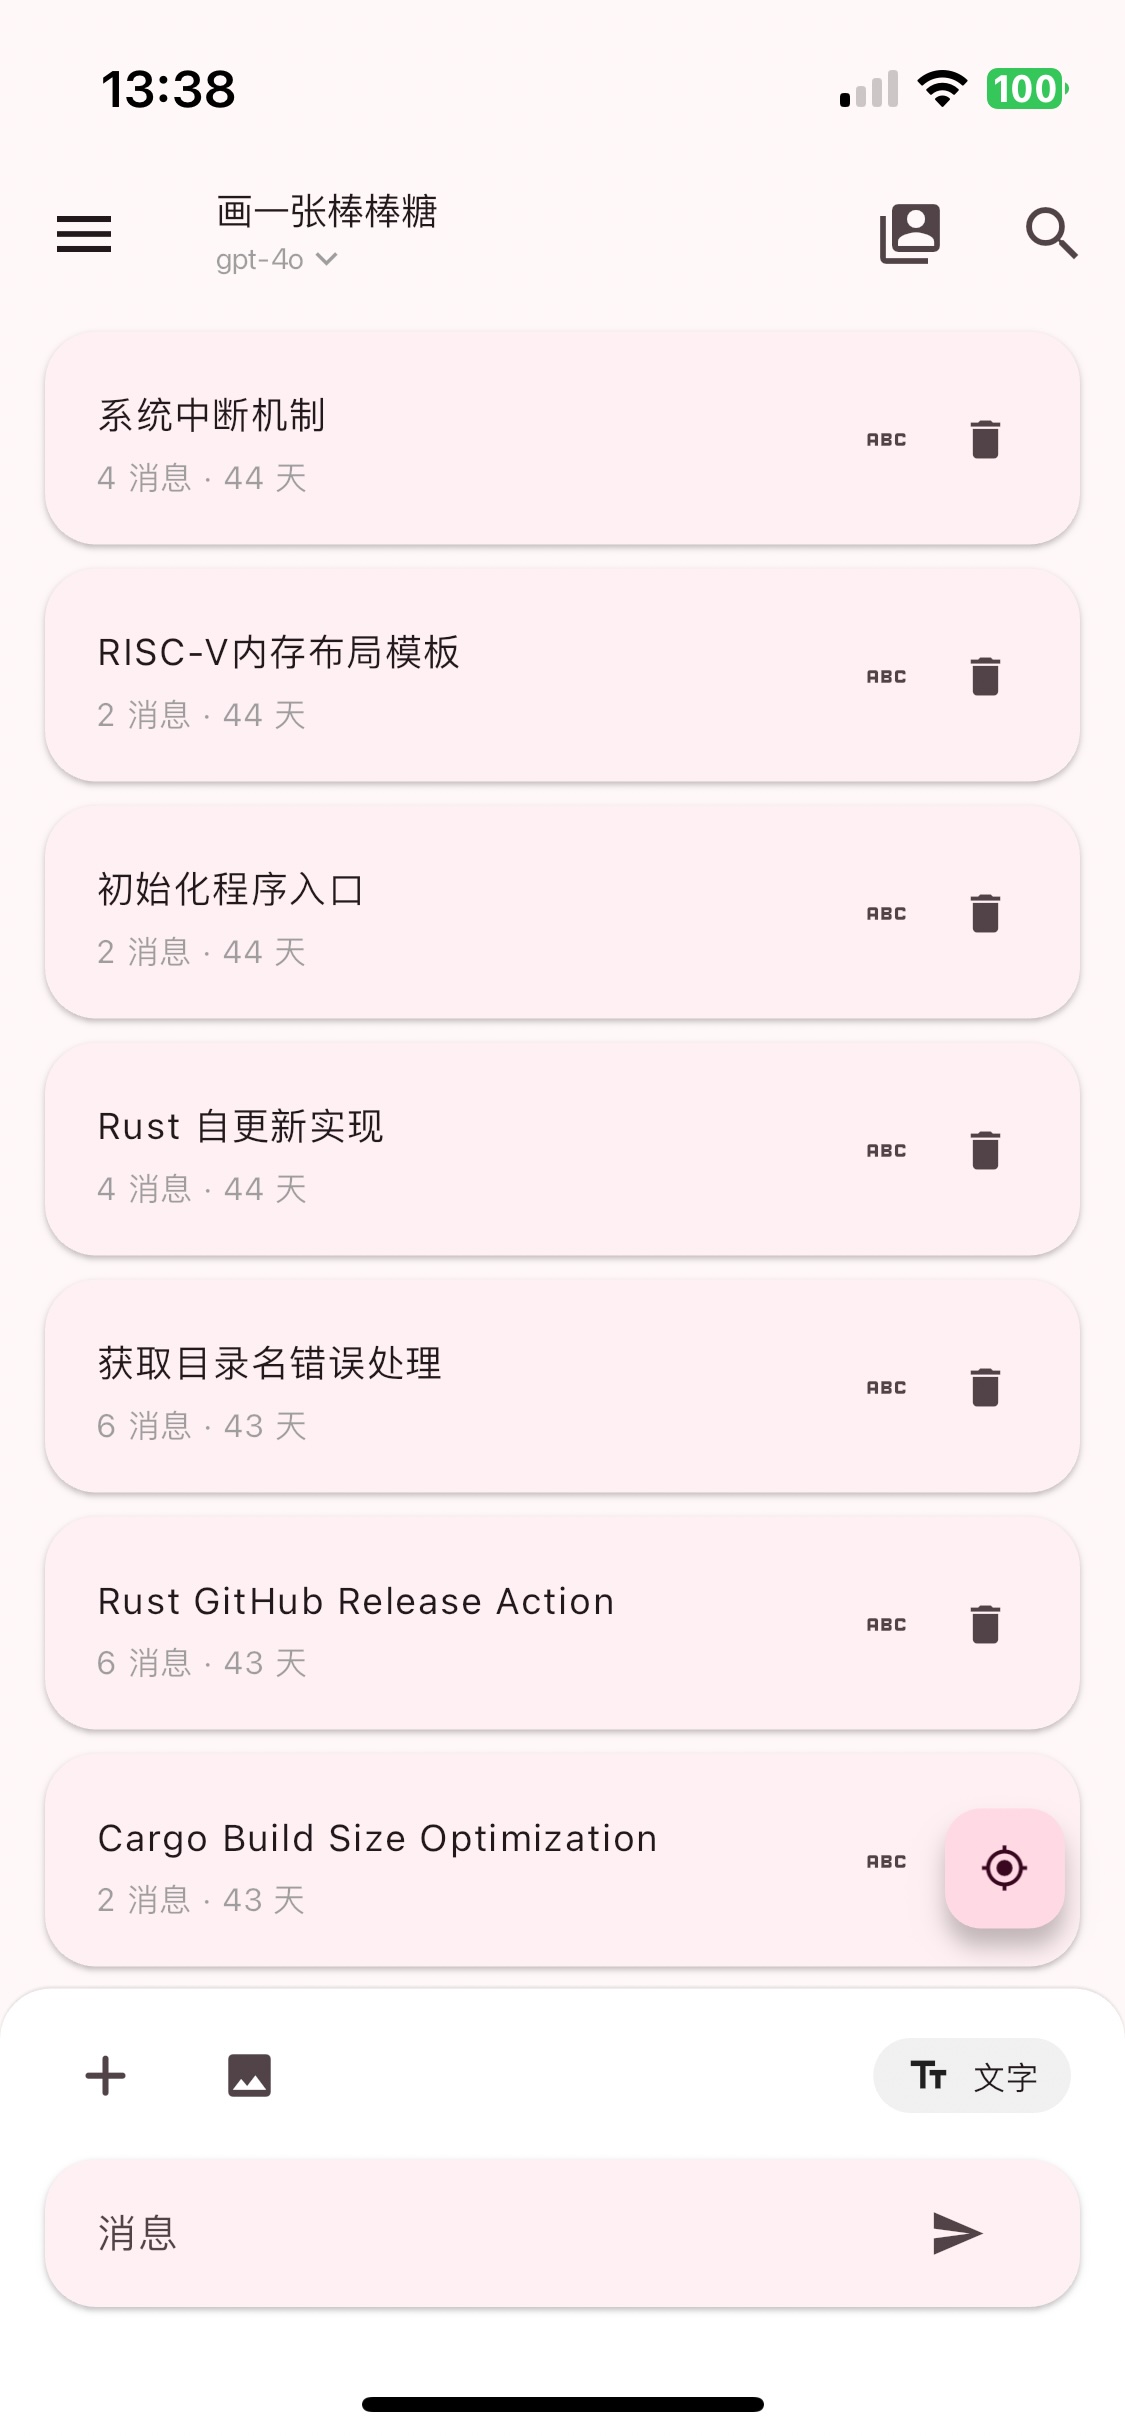 13:38
100
画一张棒棒糖
gpt-4o
系统中断机制
ABC
4 消息 · 44 天
RISC-V内存布局模板
ABC
2 消息 · 44 天
初始化程序入口
ABC
2 消息 · 44 天
Rust 自更新实现
ABC
4 消息 · 44 天
获取目录名错误处理
ABC
6 消息 · 43 天
Rust GitHub Release Action
ABC
6 消息 · 43 天
Cargo Build Size Optimization
ABC
2 消息 · 43 天
Tт 文字
消息